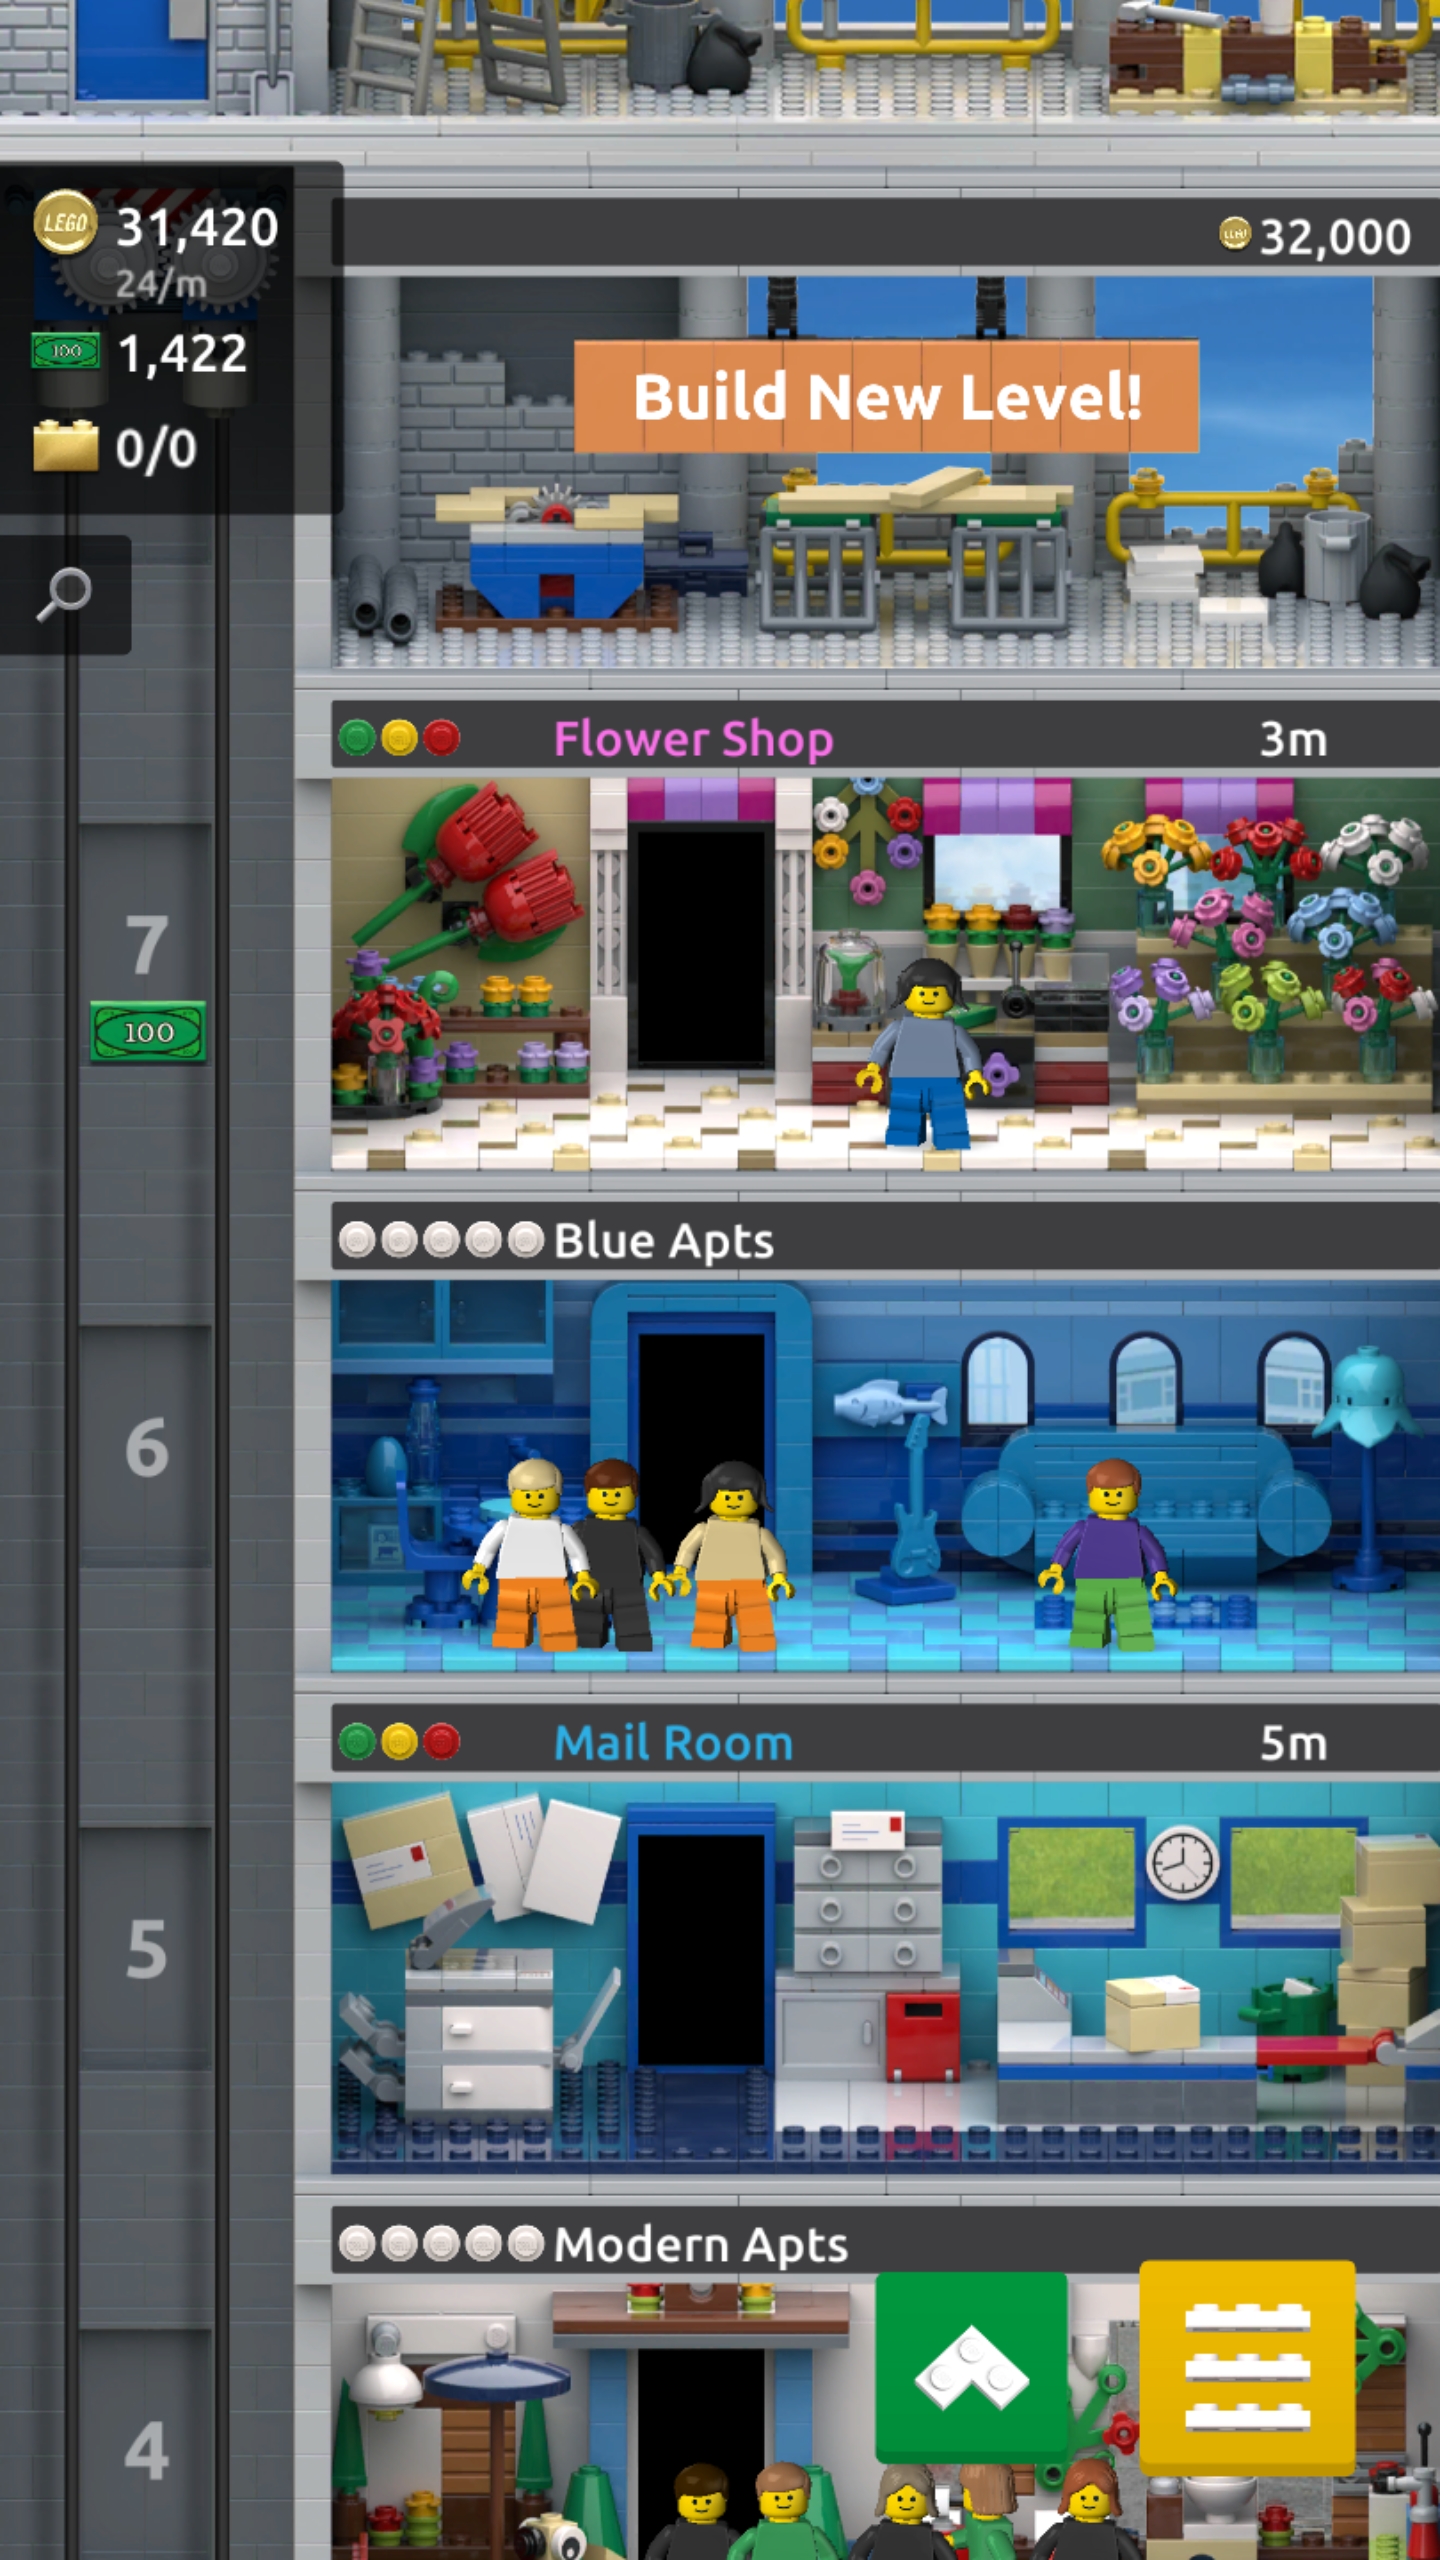 LEGO 31,420
24/m
100 1,422
0/0
LEGO 32,000
Build New Level!
Flower Shop 3m
7
100
Blue Apts
6
Mail Room 5m
5
Modern Apts
4